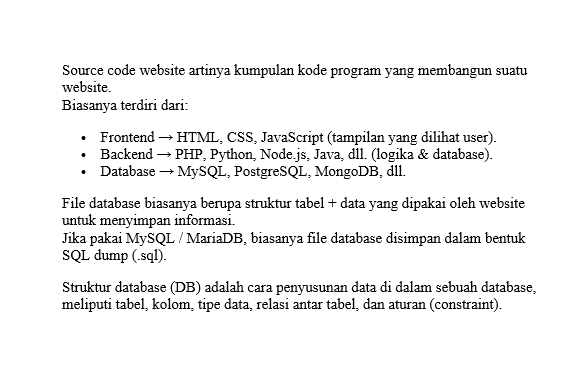 Source code website artinya kumpulan kode program yang membangun suatu
website.
Biasanya terdiri dari:
• Frontend → HTML, CSS, JavaScript (tampilan yang dilihat user).
• Backend → PHP, Python, Node.js, Java, dll. (logika & database).
• Database → MySQL, PostgreSQL, MongoDB, dll.
File database biasanya berupa struktur tabel + data yang dipakai oleh website
untuk menyimpan informasi.
Jika pakai MySQL / MariaDB, biasanya file database disimpan dalam bentuk
SQL dump (.sql).
Struktur database (DB) adalah cara penyusunan data di dalam sebuah database,
meliputi tabel, kolom, tipe data, relasi antar tabel, dan aturan (constraint).